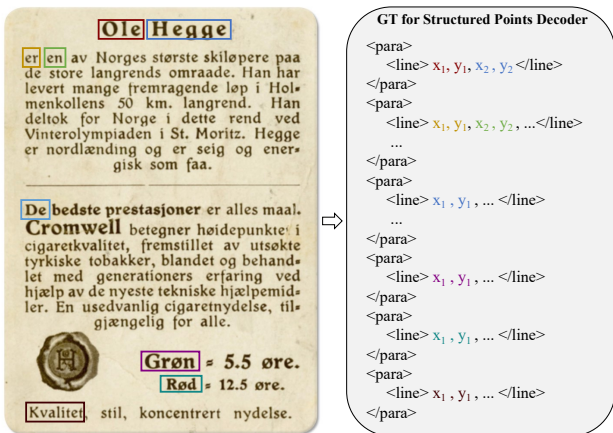 Ole Hegge
er en av Norges største skiløpere paa
de store langrends omraade. Han har
levert mange fremragende løp i Hol-
menkollens 50 km. langrend. Han
deltok for Norge i dette rend ved
Vinterolympiaden i St. Moritz. Hegge
er nordlænding og er seig og ener-
gisk som faa.
De bedste prestasjoner er alles maal.
Cromwell betegner høidepunktet i
cigaretkvalitet, fremstillet av utsøkte
tyrkiske tobakker, blandet og behand-
let med generationers erfaring ved
hjælp av de nyeste tekniske hjælpemid-
ler. En usedvanlig cigaretnydelse, til-
gjængelig for alle.
H
Grøn = 5.5 øre.
Rød = 12.5 øre.
Kvalitet, stil, koncentrert nydelse.
GT for Structured Points Decoder
<para>
<line> x₁, y₁, x₂, y₂ </line>
</para>
<para>
<line> x₁, y₁, x₂, y₂ , ...</line>
...
</para>
<para>
<line> x₁ , y₁ , ... </line>
...
</para>
<para>
<line> x₁ , y₁ , ... </line>
</para>
<para>
<line> x₁ , y₁ , ... </line>
</para>
<para>
<line> x₁ , y₁ , ... </line>
</para>